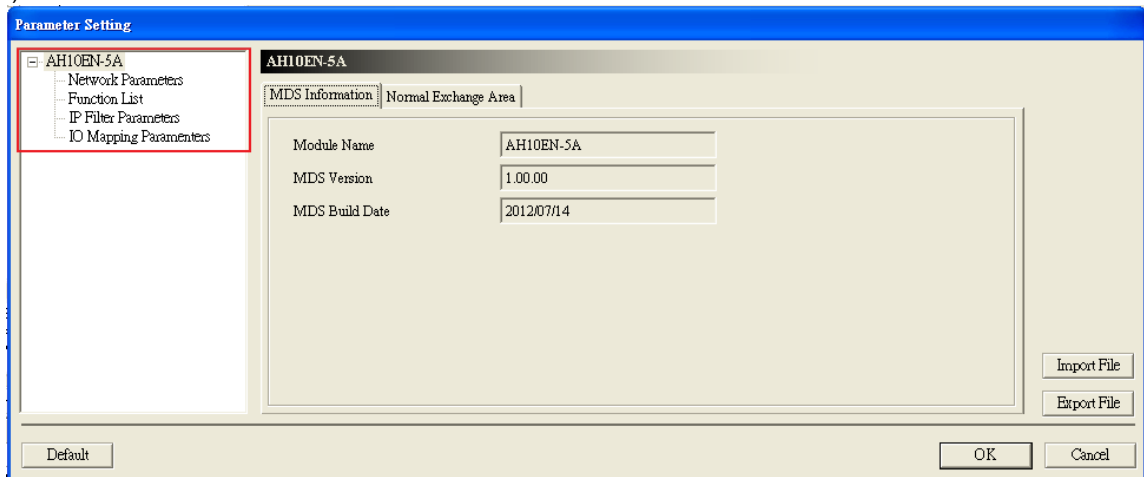 Parameter Setting
AH10EN-5A
Network Parameters
Function List
IP Filter Parameters
IO Mapping Paramenters
AH10EN-5A
MDS Information Normal Exchange Area
Module Name AH10EN-5A
MDS Version 1.00.00
MDS Build Date 2012/07/14
Import File
Export File
Default OK Cancel